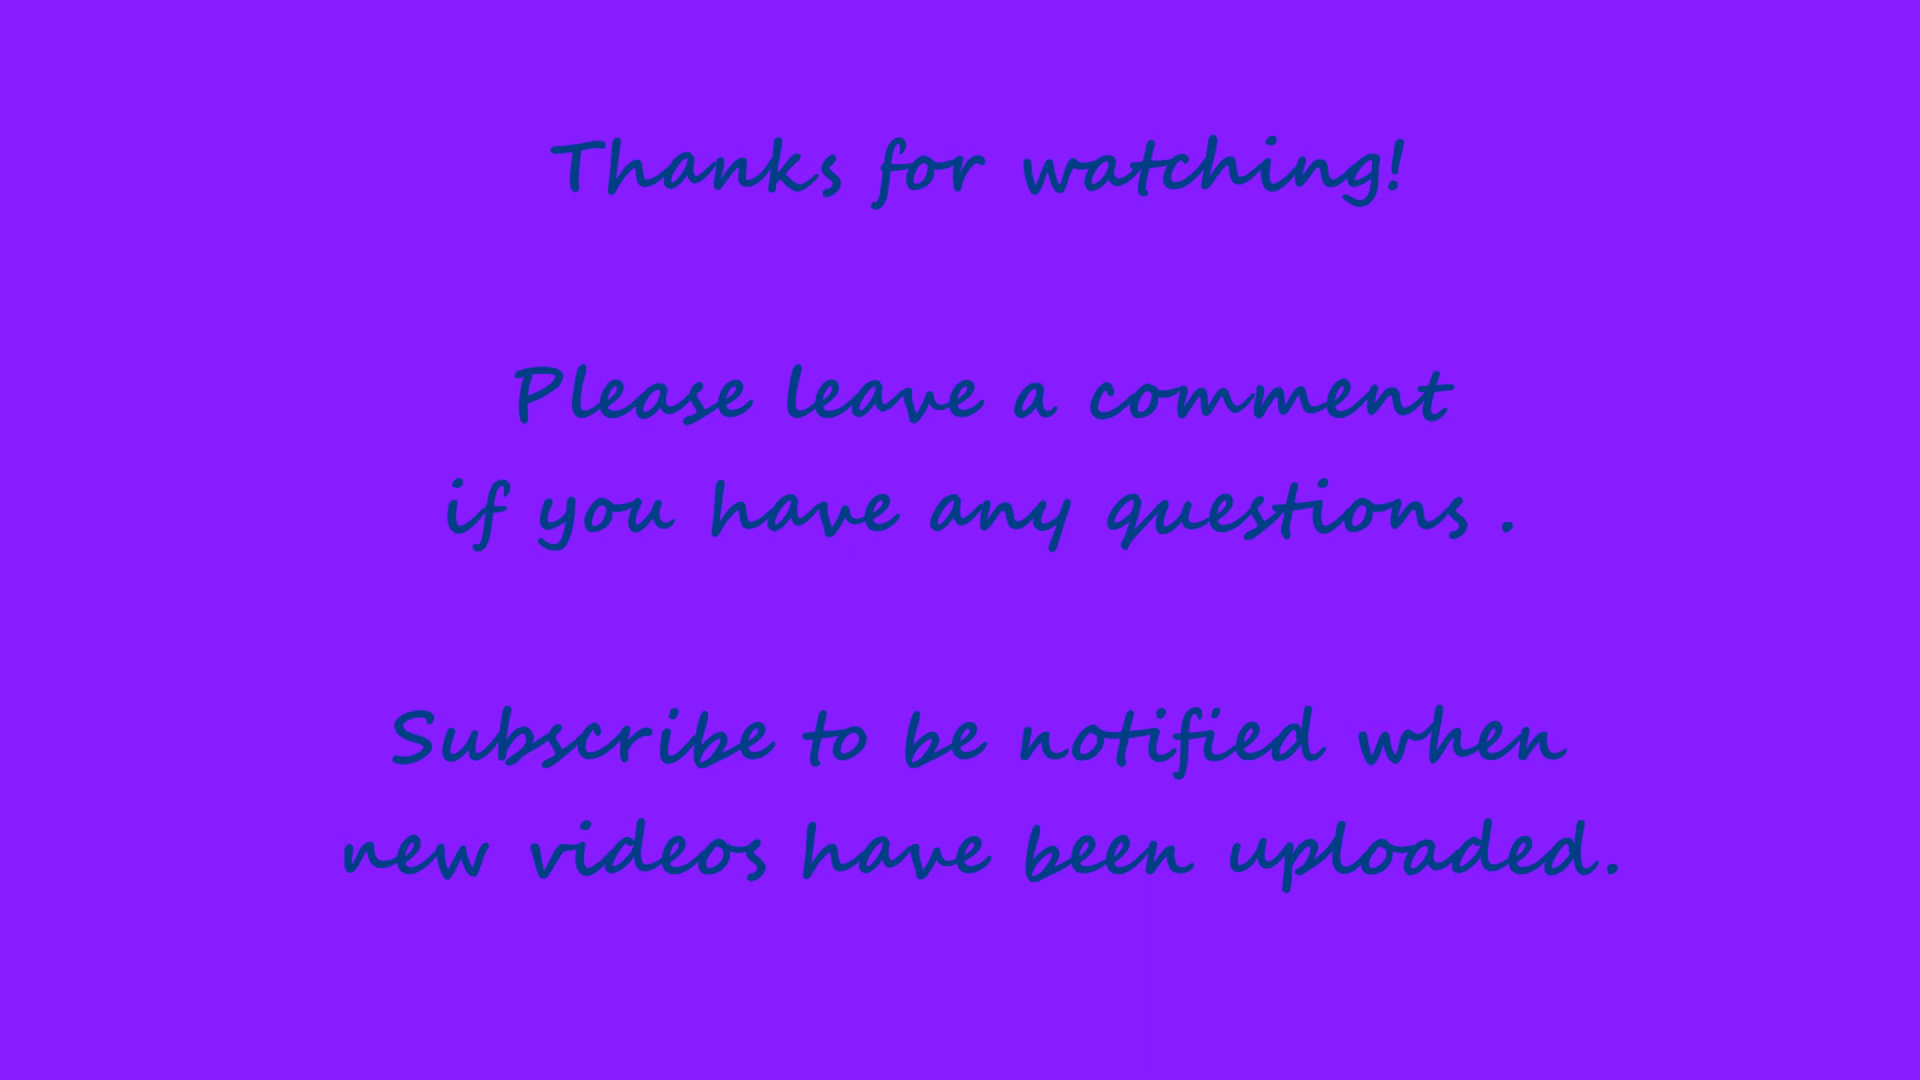 Thanks for watching!
Please leave a comment
if you have any questions .
Subscribe to be notified when
new videos have been uploaded.